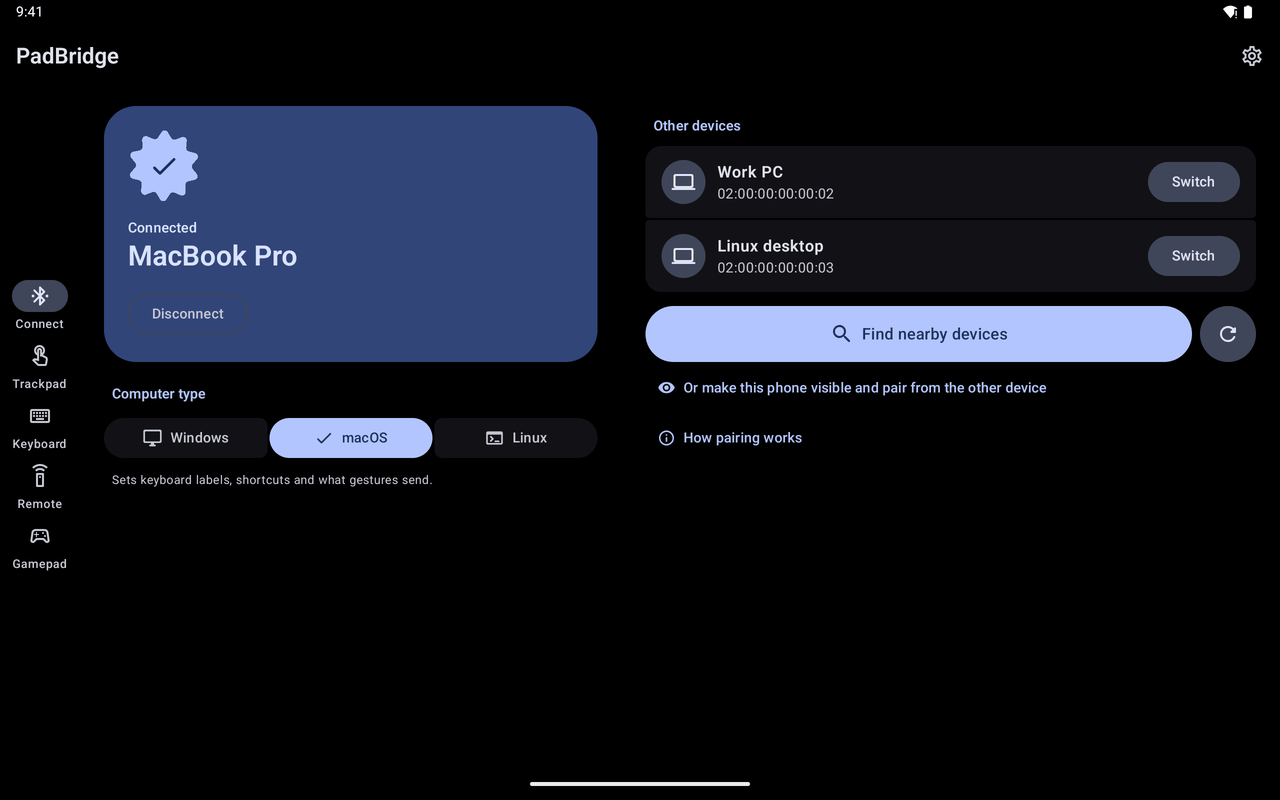 9:41
PadBridge
Connect
Trackpad
Keyboard
Remote
Gamepad
Connected
MacBook Pro
Disconnect
Computer type
Windows
macOS
Linux
Sets keyboard labels, shortcuts and what gestures send.
Other devices
Work PC
02:00:00:00:00:02
Switch
Linux desktop
02:00:00:00:00:03
Switch
Find nearby devices
Or make this phone visible and pair from the other device
How pairing works